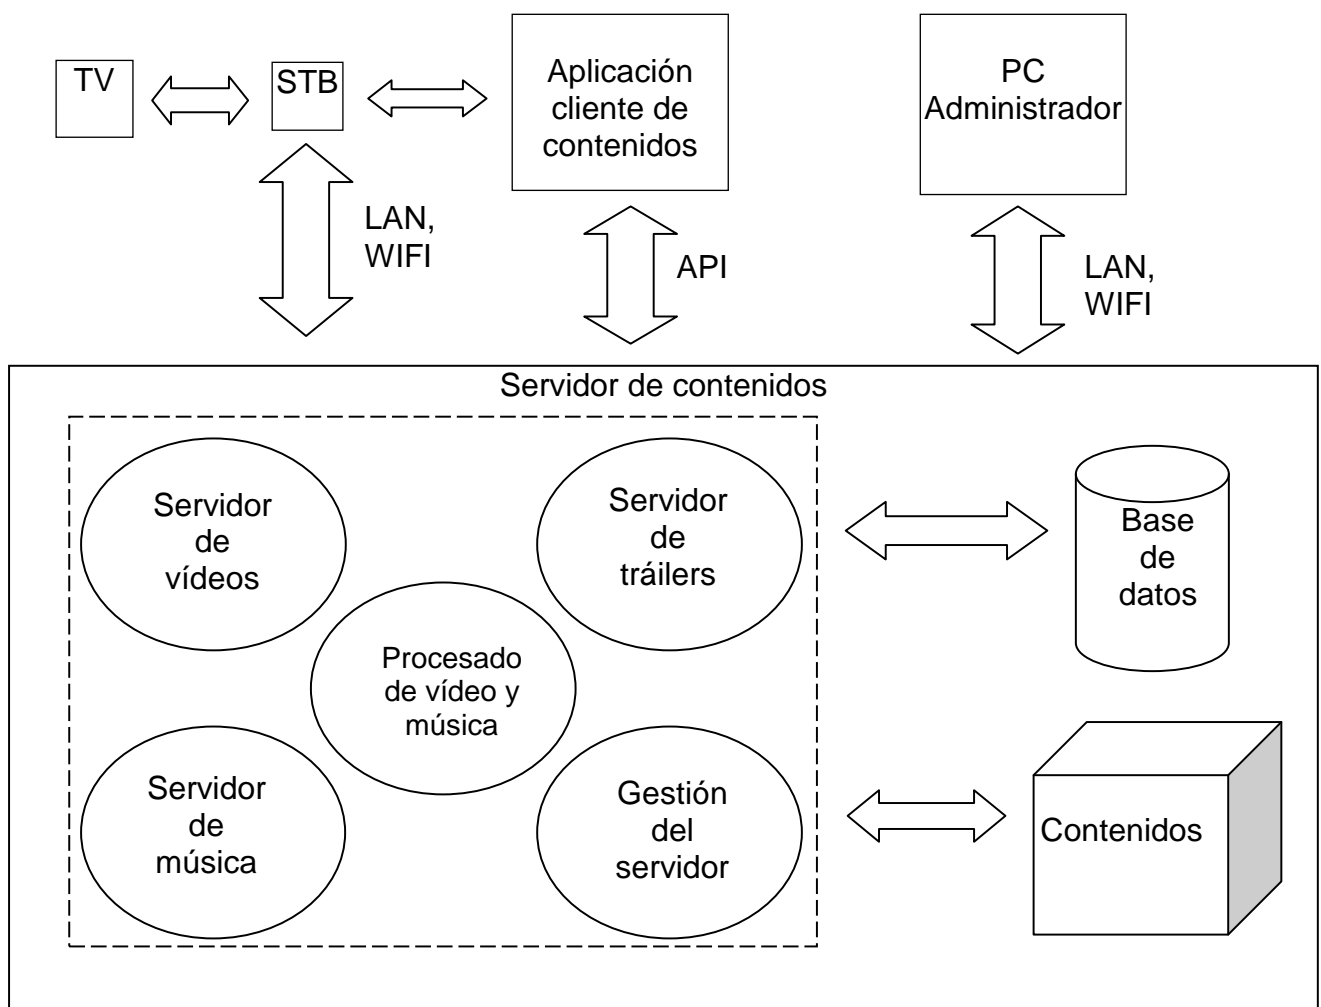 TV
STB
Aplicación
cliente de
contenidos
PC
Administrador
LAN,
WIFI
API
LAN,
WIFI
Servidor de contenidos
Servidor
de
vídeos
Servidor
de
tráilers
Base
de
datos
Procesado
de vídeo y
música
Servidor
de
música
Gestión
del
servidor
Contenidos